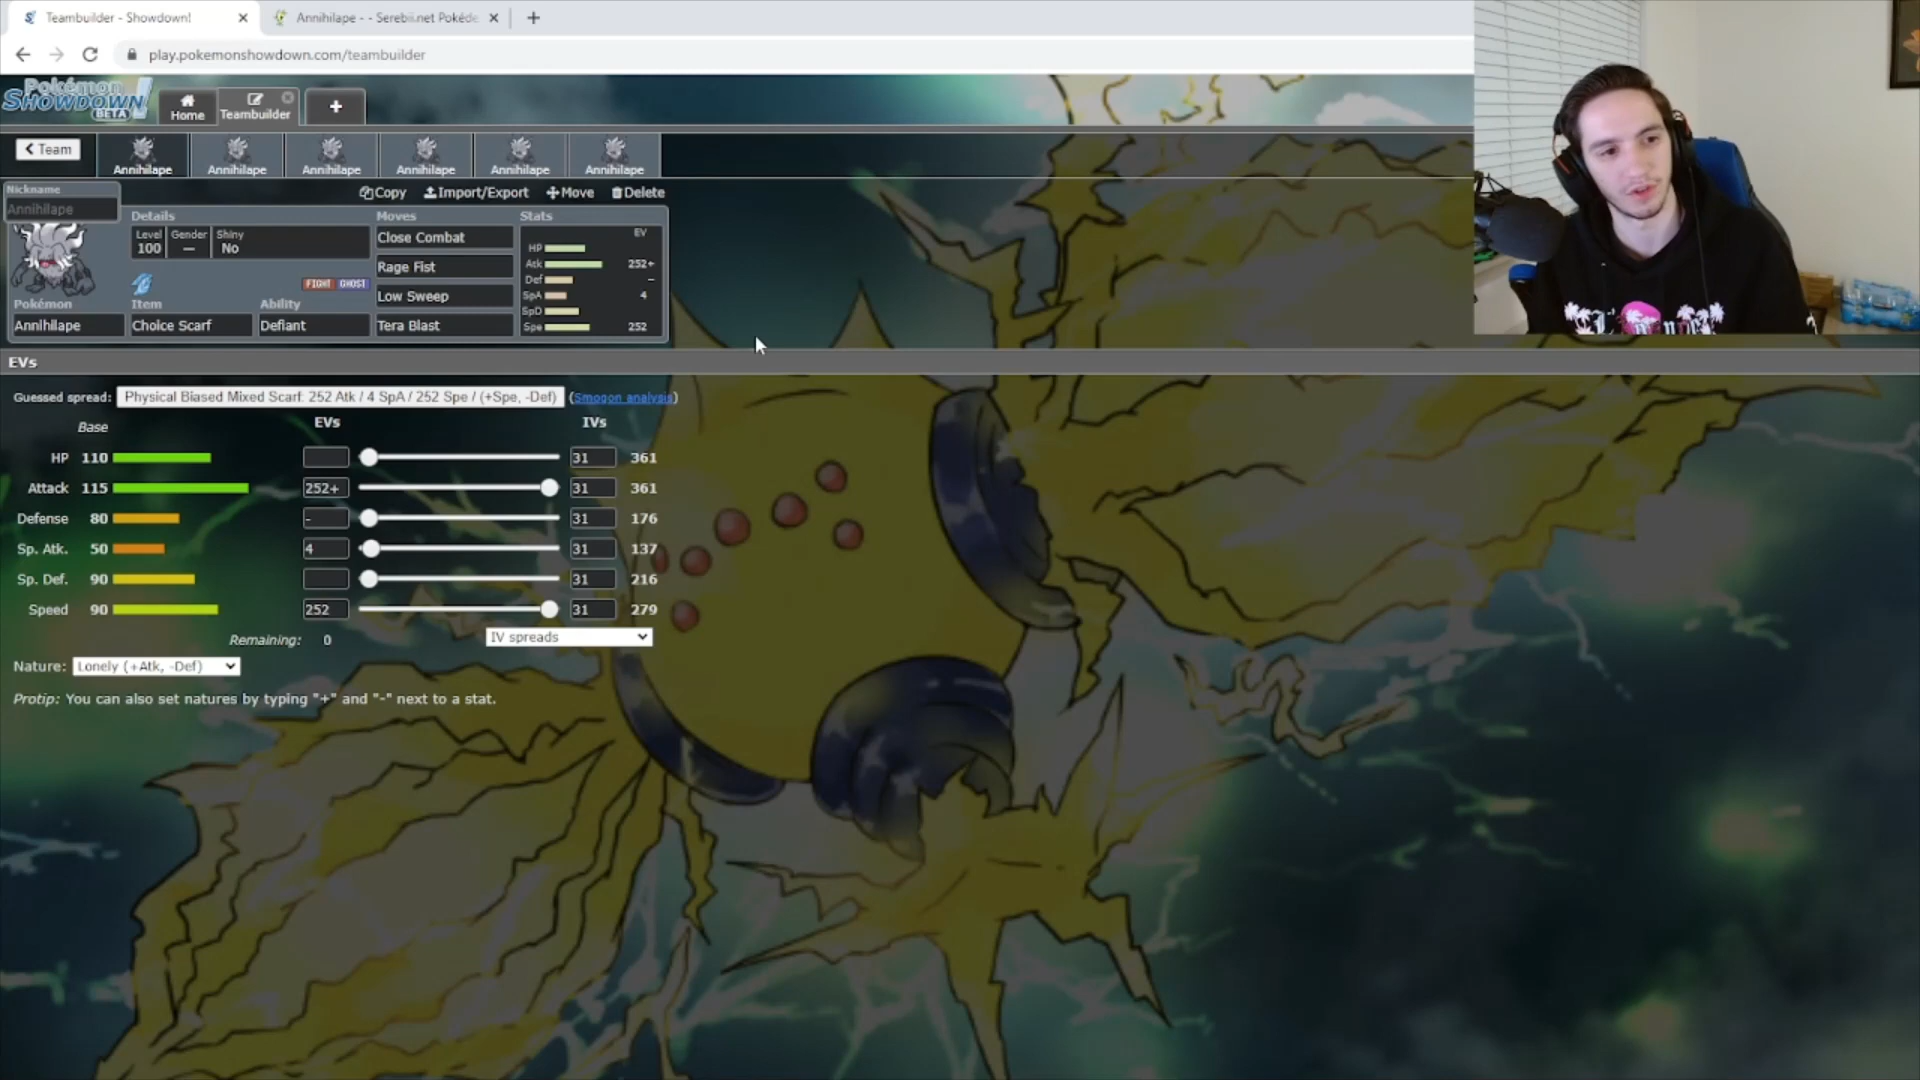 Teambuilder - Showdown!
Annihilape - - Serebii.net Pokéde
play.pokemonshowdown.com/teambuilder
Pokémon
SHOWDOWN!
BETA
Home
Teambuilder
Team
Annihilape
Annihilape
Annihilape
Annihilape
Annihilape
Annihilape
Nickname
Annihilape
Copy
Import/Export
Move
Delete
Details
Moves
Stats
Level
Gender
Shiny
100
—
No
Close Combat
Rage Fist
Low Sweep
Tera Blast
EV
HP
Atk 252+
Def −
SpA 4
SpD
Spe 252
FIGHT GHOST
Pokémon
Item
Ability
Annihilape
Choice Scarf
Defiant
EVs
Guessed spread: Physical Biased Mixed Scarf: 252 Atk / 4 SpA / 252 Spe / (+Spe, -Def) (Smogon analysis)
Base EVs IVs
HP 110 31 361
Attack 115 252+ 31 361
Defense 80 - 31 176
Sp. Atk. 50 4 31 137
Sp. Def. 90 31 216
Speed 90 252 31 279
Remaining: 0 IV spreads
Nature: Lonely (+Atk, -Def)
Protip: You can also set natures by typing "+" and "-" next to a stat.